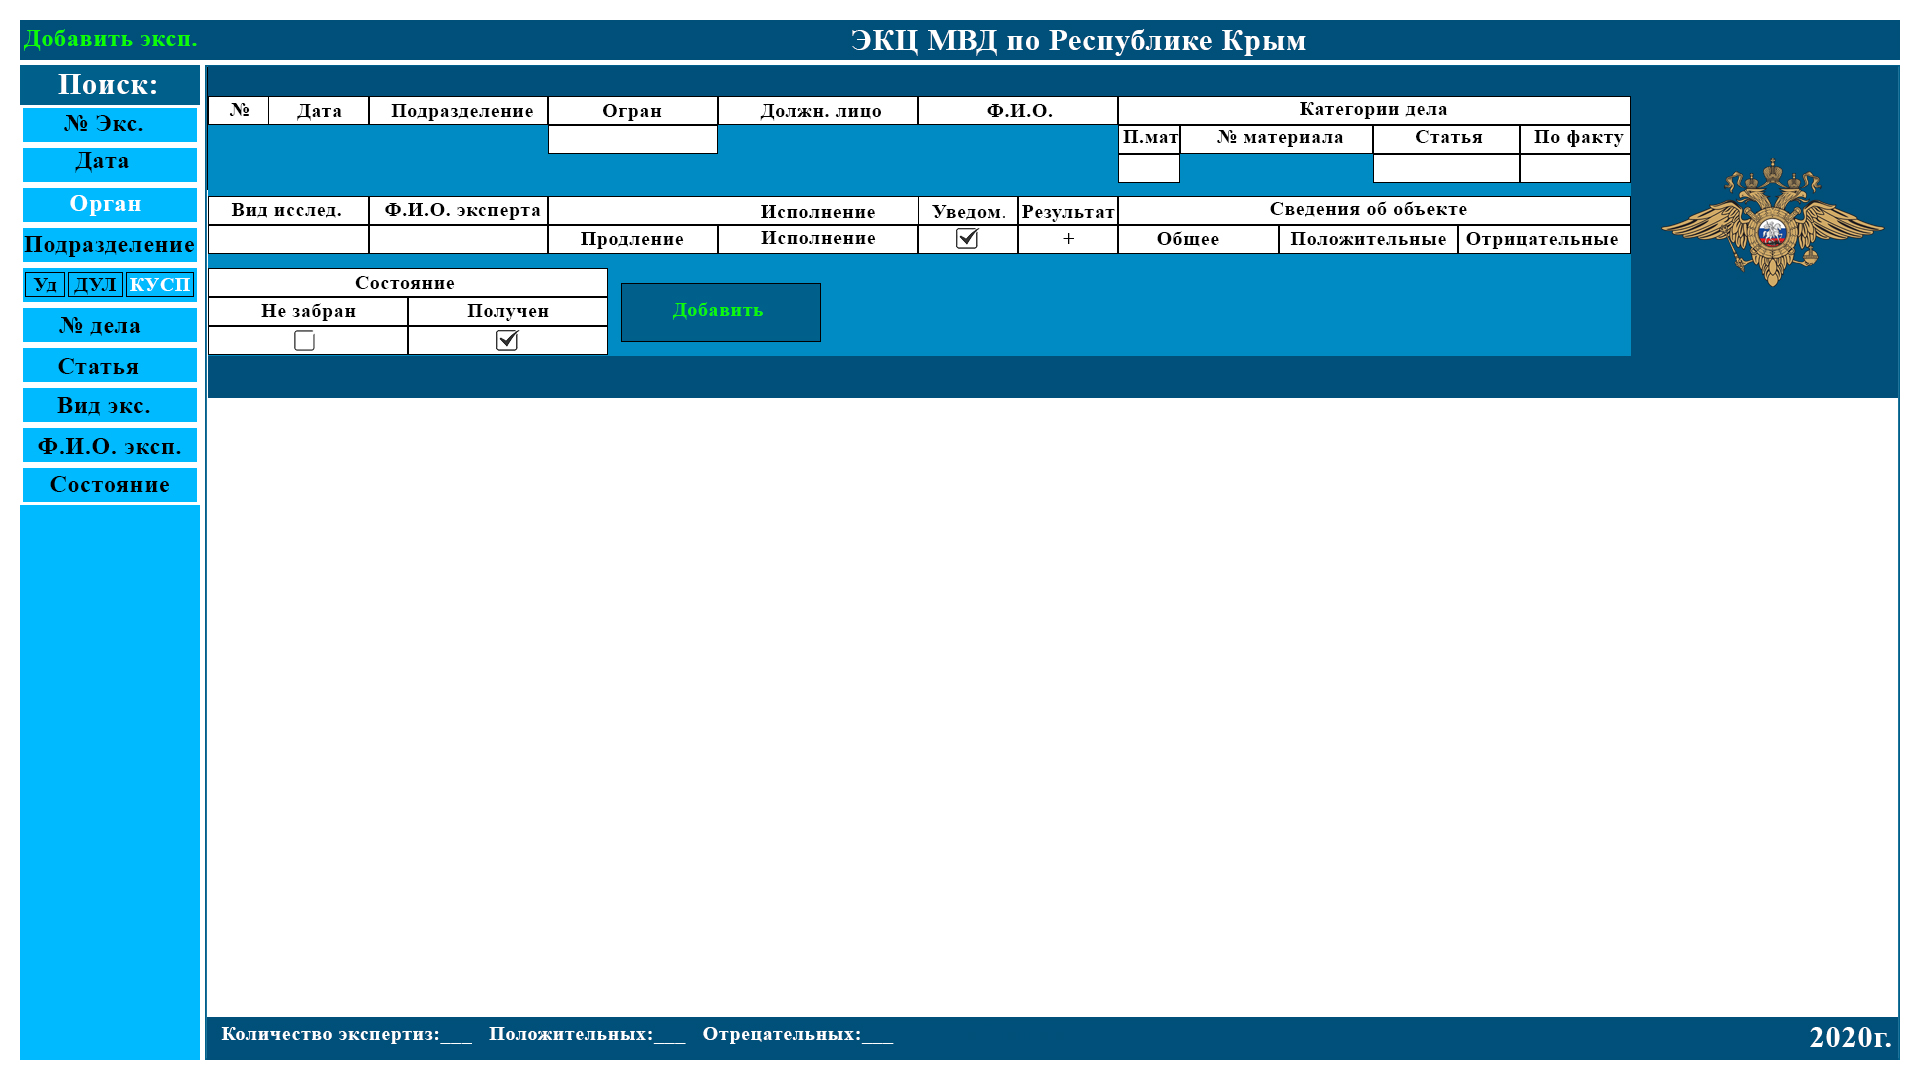 Добавить эксп.
ЭКЦ МВД по Республике Крым
Поиск:
№ Экс.
Дата
Орган
Подразделение
Уд ДУЛ КУСП
№ дела
Статья
Вид экс.
Ф.И.О. эксп.
Состояние
№ Дата Подразделение Огран Должн. лицо Ф.И.О. Категории дела
П.мат № материала Статья По факту
Вид исслед. Ф.И.О. эксперта Исполнение Уведом. Результат Сведения об объекте
Продление Исполнение + Общее Положительные Отрицательные
Состояние
Не забран Получен
Добавить
Количество экспертиз:___ Положительных:___ Отрецательных:___
2020г.